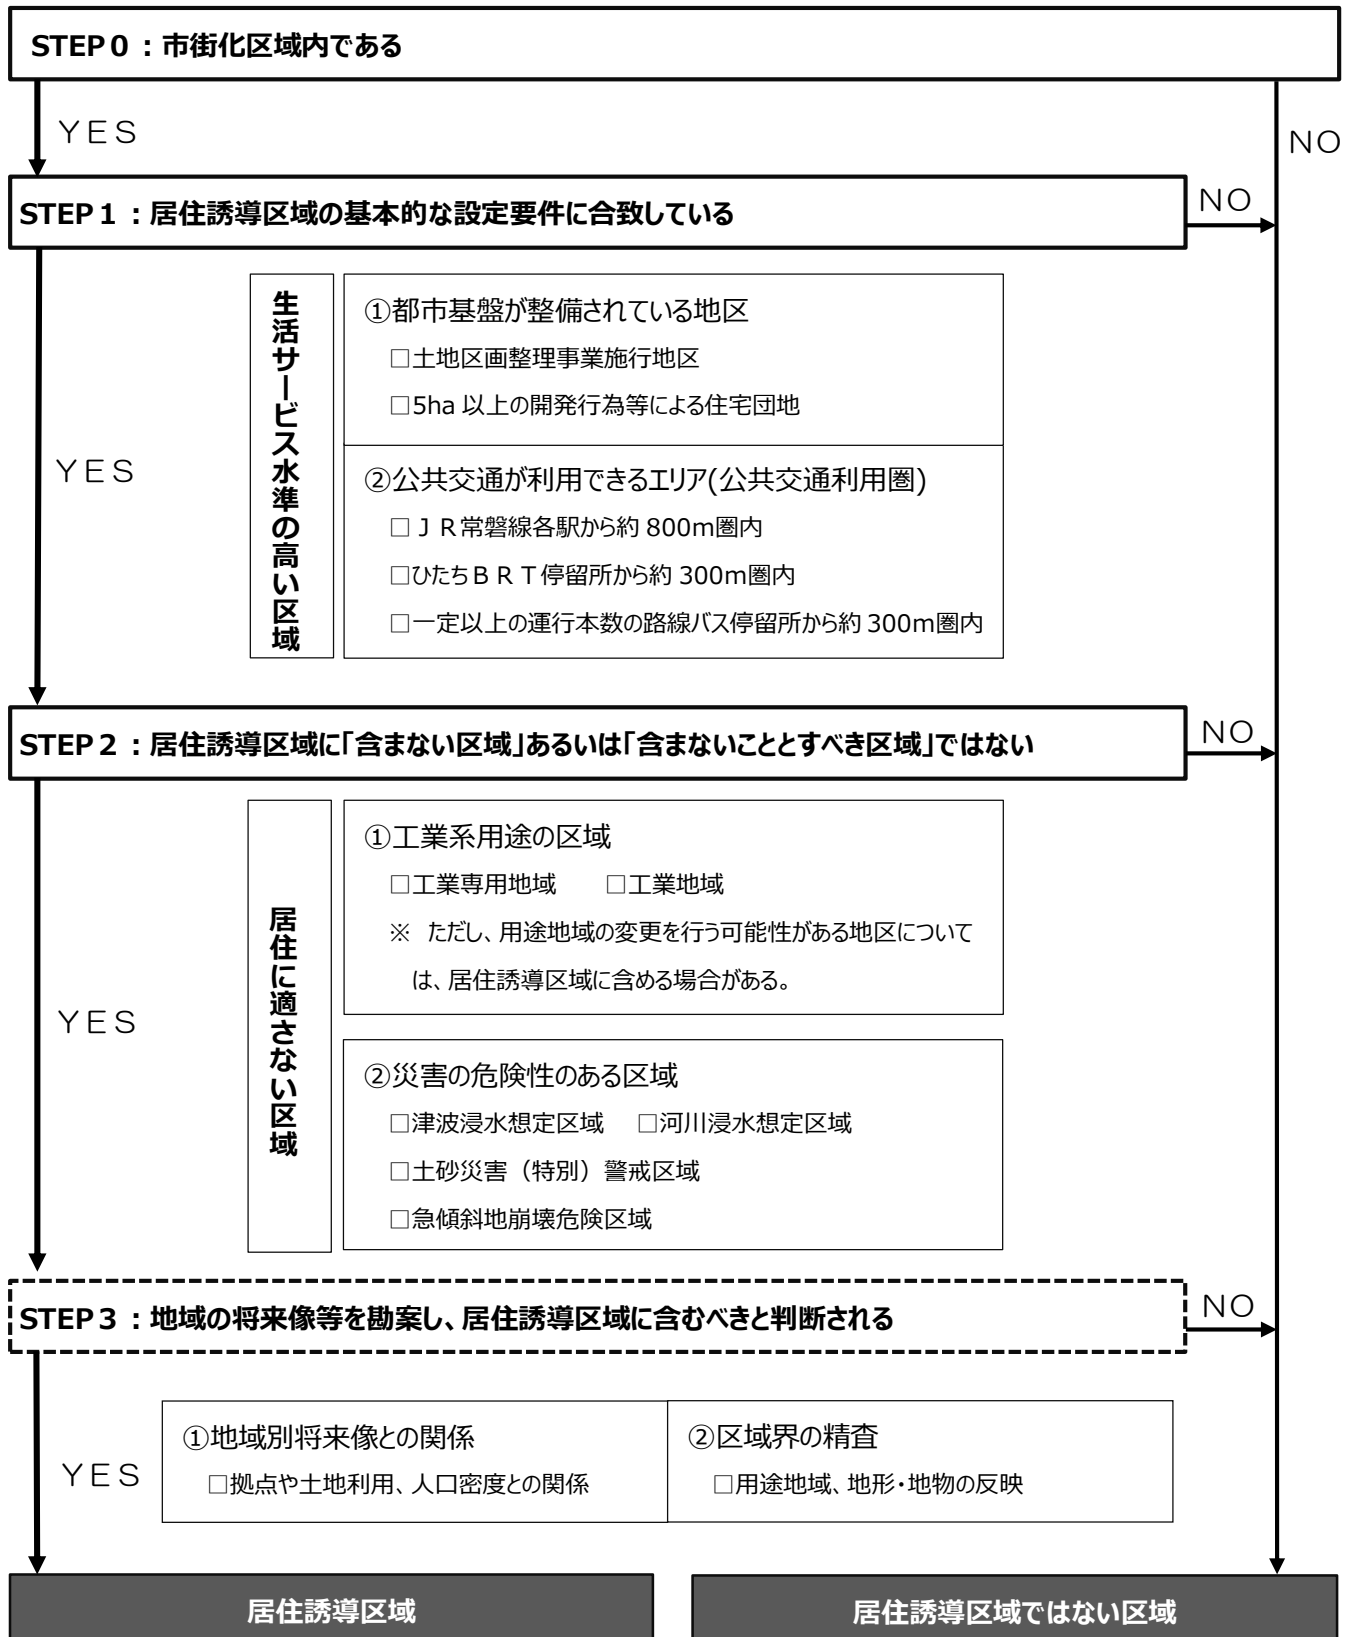 STEP０：市街化区域内である
ＹＥＳ
ＮＯ
STEP１：居住誘導区域の基本的な設定要件に合致している
ＮＯ
ＹＥＳ
生活サービス水準の高い区域
①都市基盤が整備されている地区
□土地区画整理事業施行地区
□5ha 以上の開発行為等による住宅団地
②公共交通が利用できるエリア(公共交通利用圏)
□ＪＲ常磐線各駅から約 800m圏内
□ひたちＢＲＴ停留所から約 300m圏内
□一定以上の運行本数の路線バス停留所から約 300m圏内
STEP２：居住誘導区域に「含まない区域」あるいは「含まないこととすべき区域」ではない
ＮＯ
ＹＥＳ
居住に適さない区域
①工業系用途の区域
□工業専用地域　□工業地域
※ ただし、用途地域の変更を行う可能性がある地区について
は、居住誘導区域に含める場合がある。
②災害の危険性のある区域
□津波浸水想定区域　□河川浸水想定区域
□土砂災害（特別）警戒区域
□急傾斜地崩壊危険区域
STEP３：地域の将来像等を勘案し、居住誘導区域に含むべきと判断される
ＮＯ
ＹＥＳ
①地域別将来像との関係
□拠点や土地利用、人口密度との関係
②区域界の精査
□用途地域、地形・地物の反映
居住誘導区域
居住誘導区域ではない区域